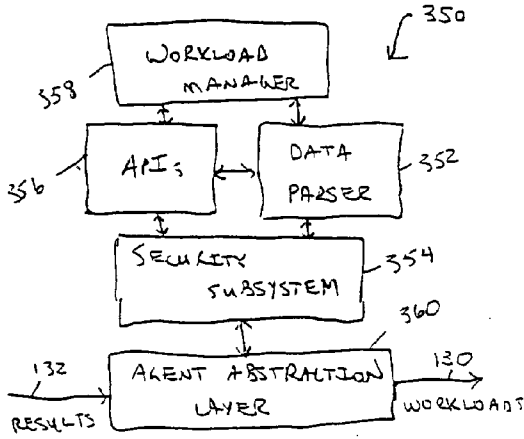 350
WORKLOAD
MANAGER
358
APIs
356
DATA
PARSER
352
SECURITY
SUBSYSTEM
354
360
132
RESULTS
AGENT ABSTRACTION
LAYER
130
WORKLOADS